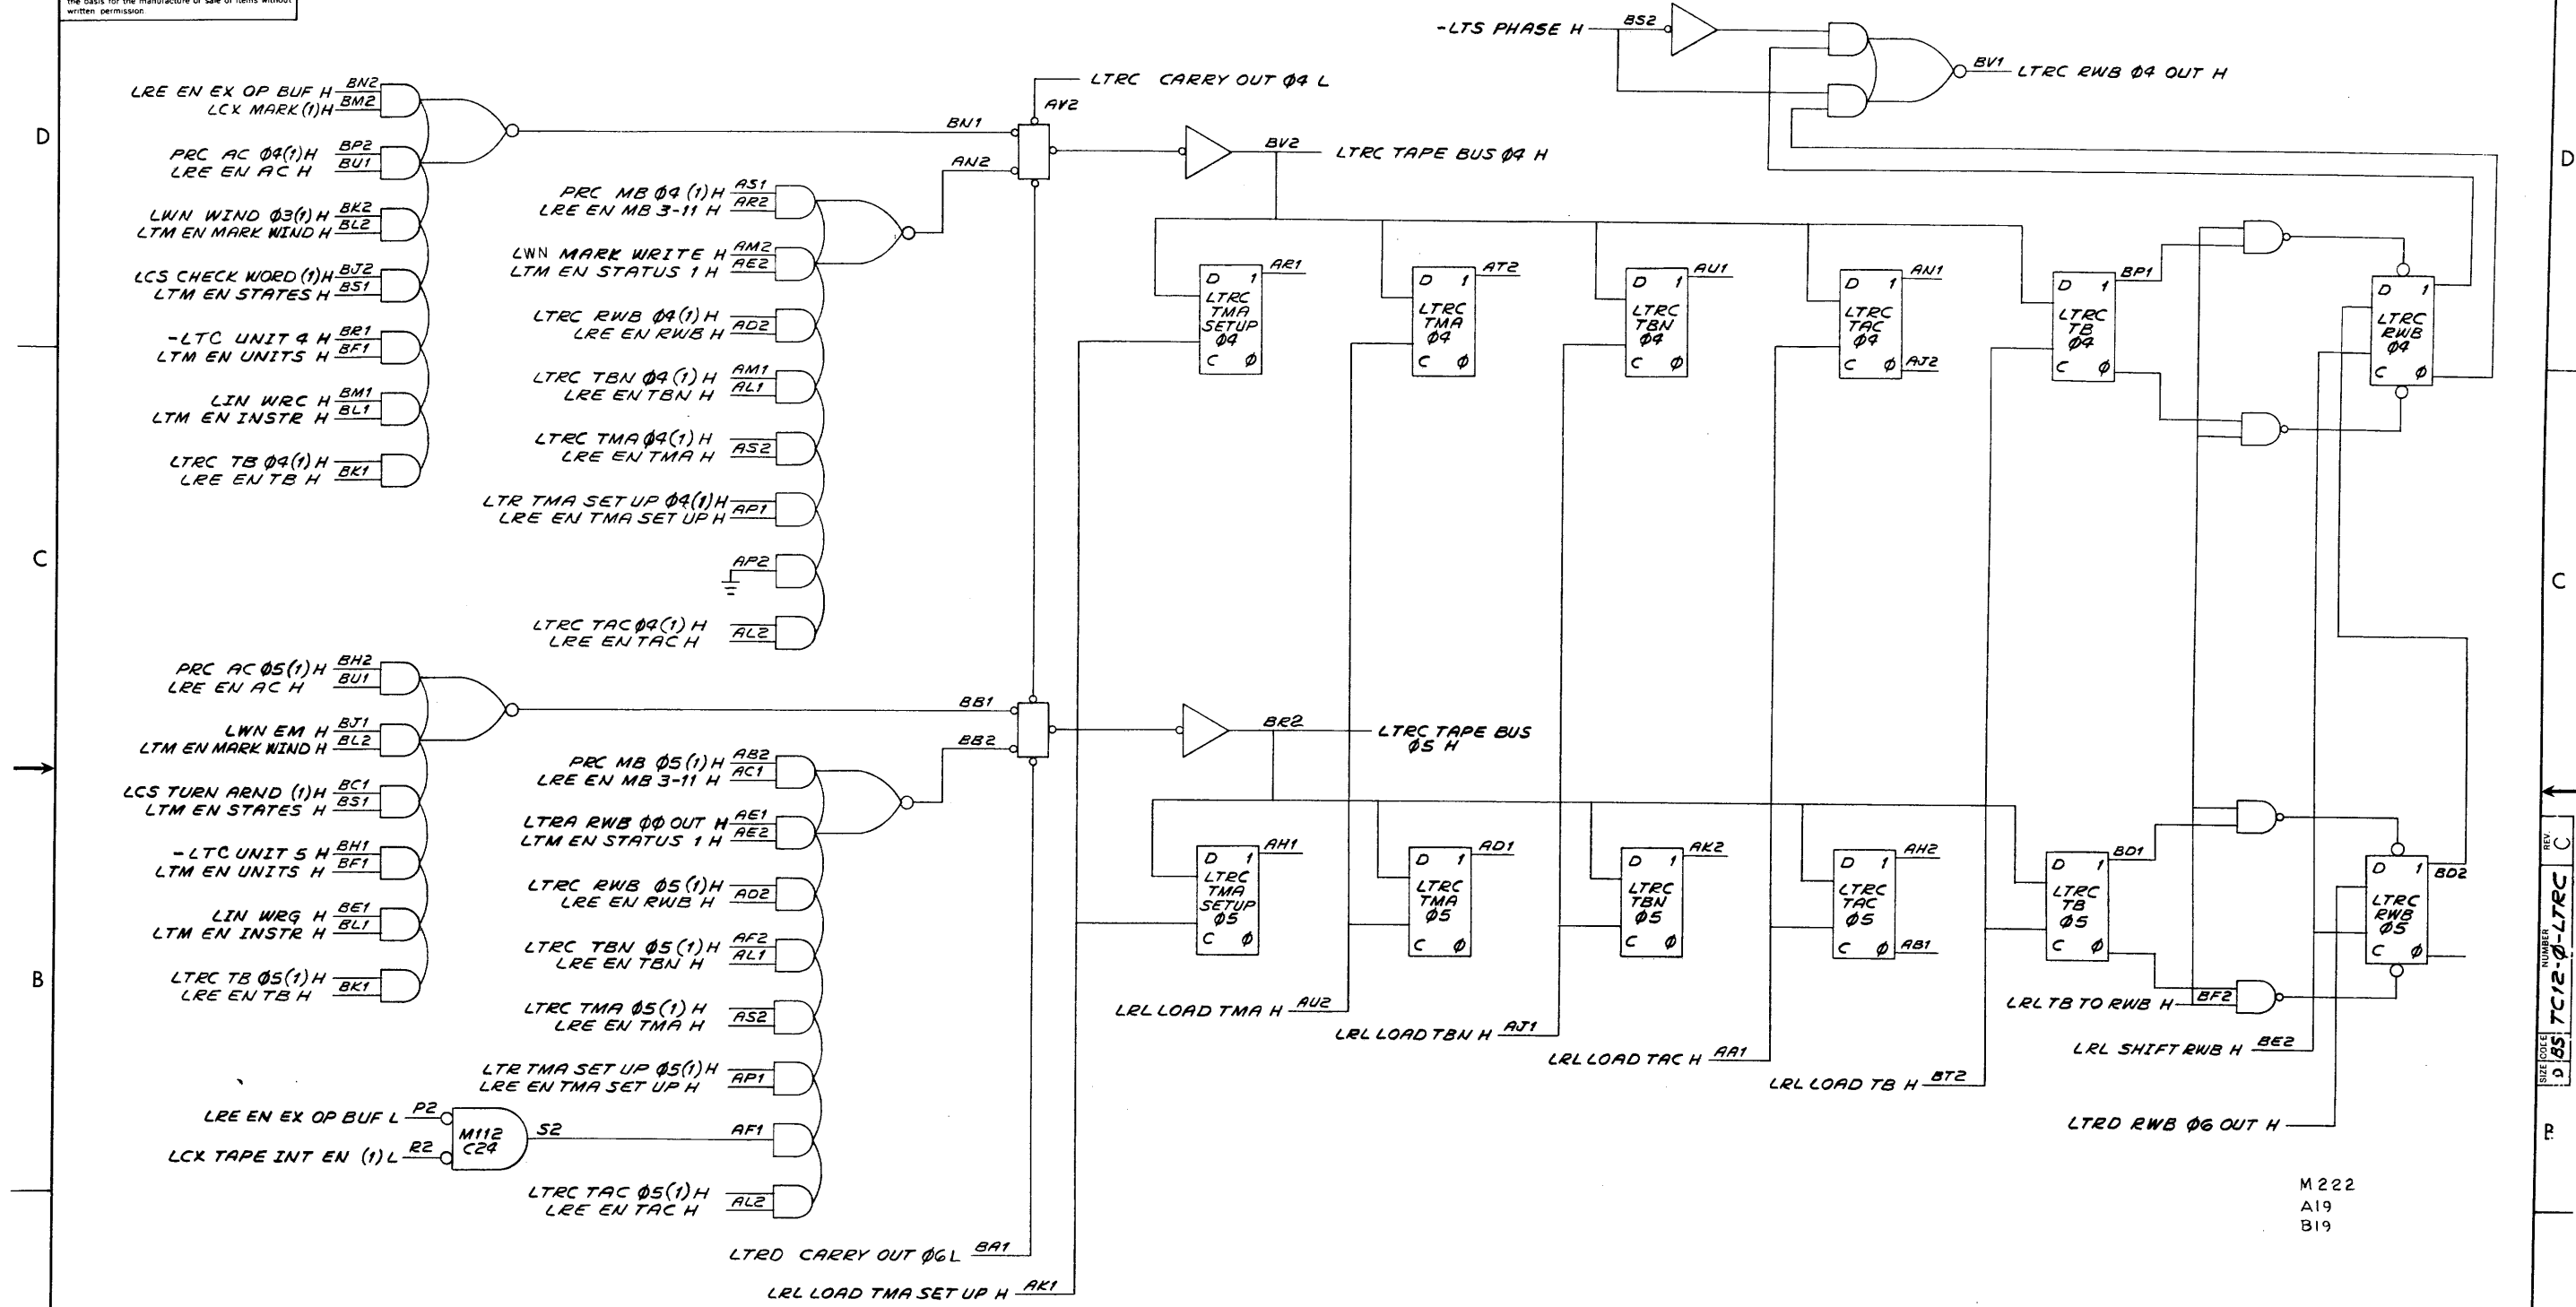 the basis for the manufacture or sale of items without
written permission.
-LTS PHASE H BS2
BV1 LTRC RWB Ø4 OUT H
D
D
LRE EN EX OP BUF H BN2
LCX MARK (1) H BM2
PRC AC Ø4(1) H BP2
LRE EN AC H BU1
LWN WIND Ø3(1) H BK2
LTM EN MARK WIND H BL2
LCS CHECK WORD (1) H BJ2
LTM EN STATES H BS1
-LTC UNIT 4 H BR1
LTM EN UNITS H BF1
LIN WRC H BM1
LTM EN INSTR H BL1
LTRC TB Ø4(1) H
LRE EN TB H BK1
LTRC CARRY OUT Ø4 L
AV2
BN1
AN2
BV2 LTRC TAPE BUS Ø4 H
PRC MB Ø4 (1) H AS1
LRE EN MB 3-11 H AR2
LWN MARK WRITE H AM2
LTM EN STATUS 1 H AE2
LTRC RWB Ø4(1) H
LRE EN RWB H AD2
LTRC TBN Ø4(1) H AM1
LRE EN TBN H AL1
LTRC TMA Ø4(1) H
LRE EN TMA H AS2
LTR TMA SET UP Ø4(1) H
LRE EN TMA SET UP H AP1
AP2
LTRC TAC Ø4(1) H
LRE EN TAC H AL2
D 1 AR1
LTRC
TMA
SETUP
Ø4
C Ø
D 1 AT2
LTRC
TMA
Ø4
C Ø
D 1 AU1
LTRC
TBN
Ø4
C Ø
D 1 AN1
LTRC
TAC
Ø4
C Ø AJ2
D 1 BP1
LTRC
TB
Ø4
C Ø
D 1
LTRC
RWB
Ø4
C Ø
C
C
PRC AC Ø5(1) H BH2
LRE EN AC H BU1
LWN EM H BJ1
LTM EN MARK WIND H BL2
LCS TURN ARND (1) H BC1
LTM EN STATES H BS1
-LTC UNIT 5 H BH1
LTM EN UNITS H BF1
LIN WRG H BE1
LTM EN INSTR H BL1
LTRC TB Ø5(1) H
LRE EN TB H BK1
BB1
BB2
BR2 LTRC TAPE BUS
Ø5 H
PRC MB Ø5(1) H AB2
LRE EN MB 3-11 H AC1
LTRA RWB ØØ OUT H AE1
LTM EN STATUS 1 H AE2
LTRC RWB Ø5(1) H
LRE EN RWB H AD2
LTRC TBN Ø5(1) H AF2
LRE EN TBN H AL1
LTRC TMA Ø5(1) H
LRE EN TMA H AS2
LTR TMA SET UP Ø5(1) H
LRE EN TMA SET UP H AP1
LRE EN EX OP BUF L P2
LCX TAPE INT EN (1) L R2
M112
C24
S2
AF1
LTRC TAC Ø5(1) H
LRE EN TAC H AL2
D 1 AH1
LTRC
TMA
SETUP
Ø5
C Ø
D 1 AD1
LTRC
TMA
Ø5
C Ø
D 1 AK2
LTRC
TBN
Ø5
C Ø
D 1 AH2
LTRC
TAC
Ø5
C Ø AB1
D 1 BD1
LTRC
TB
Ø5
C Ø
D 1 BD2
LTRC
RWB
Ø5
C Ø
B
B
LRL LOAD TMA H AU2
LRL LOAD TBN H AJ1
LRL LOAD TAC H AA1
LRL LOAD TB H BT2
LRL TB TO RWB H BF2
LRL SHIFT RWB H BE2
LTRD RWB Ø6 OUT H
LTRD CARRY OUT Ø6 L BA1
LRL LOAD TMA SET UP H AK1
M222
A19
B19
SIZE CODE NUMBER REV.
D BS TC12-Ø-LTRC C